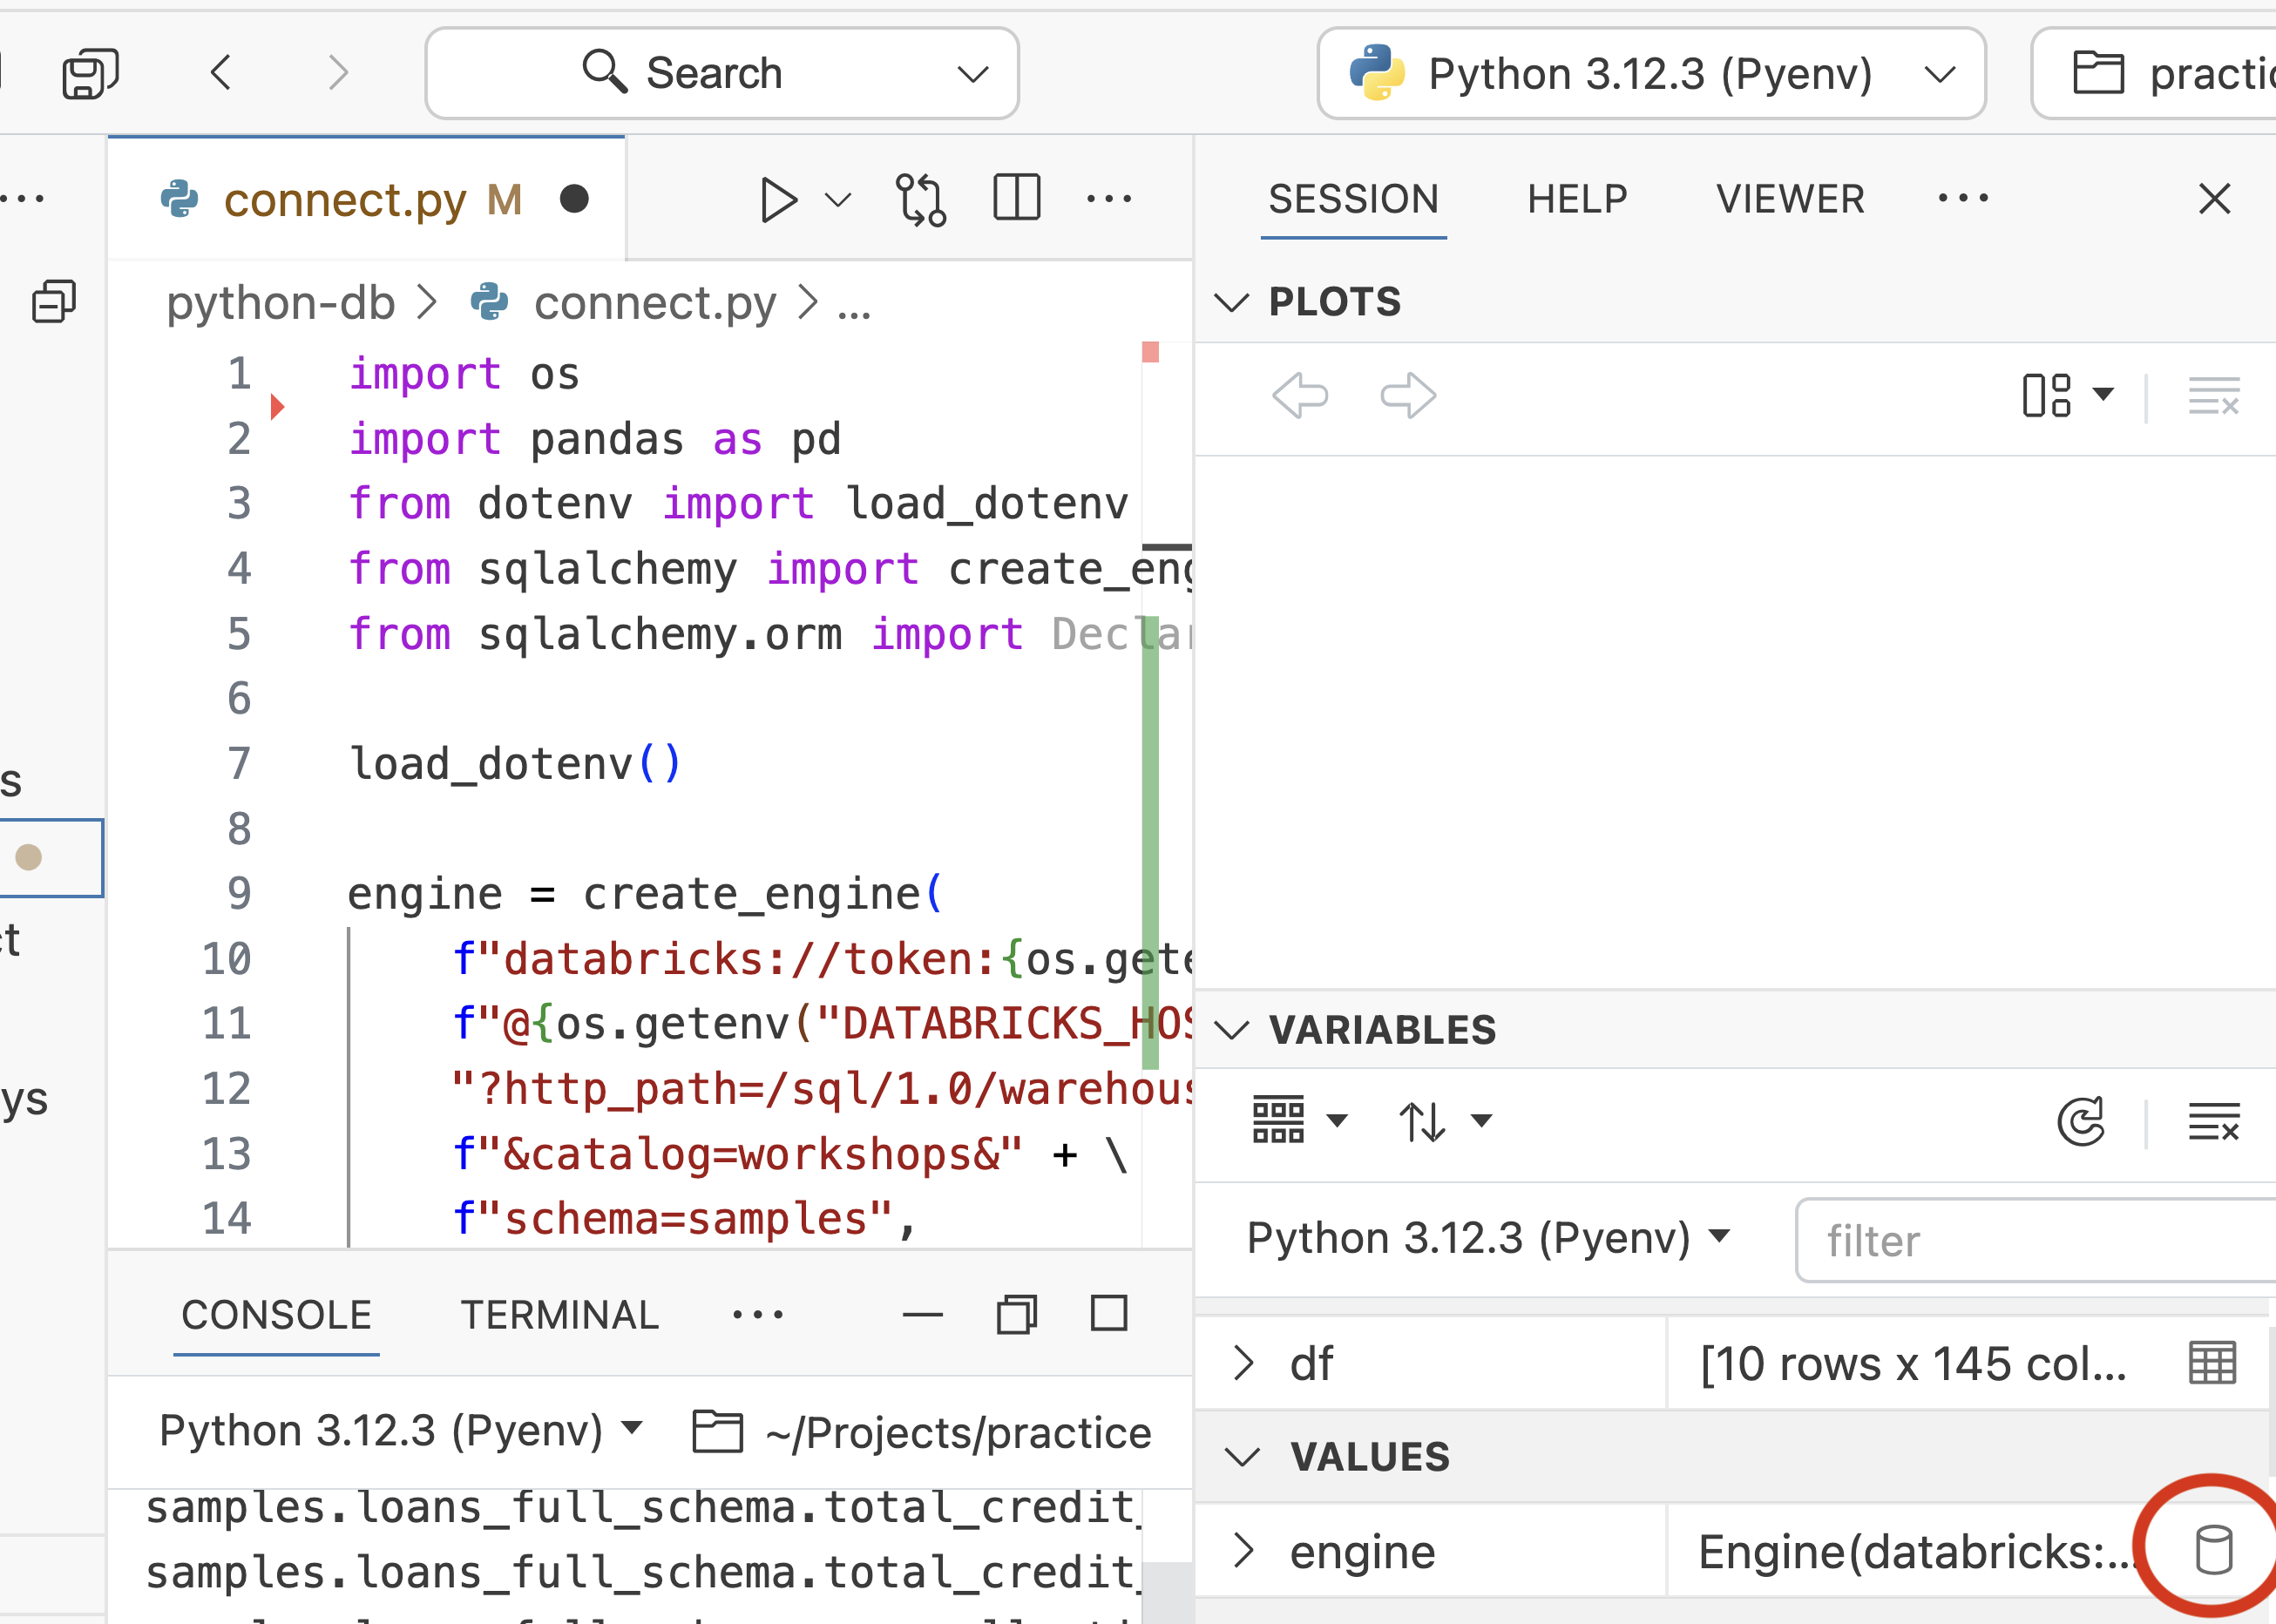 Search
Python 3.12.3 (Pyenv)
connect.py M
SESSION HELP VIEWER
python-db > connect.py > ...
PLOTS
1 import os
2 import pandas as pd
3 from dotenv import load_dotenv
4 from sqlalchemy import create_eng
5 from sqlalchemy.orm import Declar
6
7 load_dotenv()
8
9 engine = create_engine(
10 f"databricks://token:{os.gete
11 f"@{os.getenv("DATABRICKS_HOS
12 "?http_path=/sql/1.0/warehous
13 f"&catalog=workshops&" + \
14 f"schema=samples",
VARIABLES
Python 3.12.3 (Pyenv) filter
df [10 rows x 145 col...
VALUES
engine Engine(databricks:...
CONSOLE TERMINAL
Python 3.12.3 (Pyenv) ~/Projects/practice
samples.loans_full_schema.total_credit_
samples.loans_full_schema.total_credit_